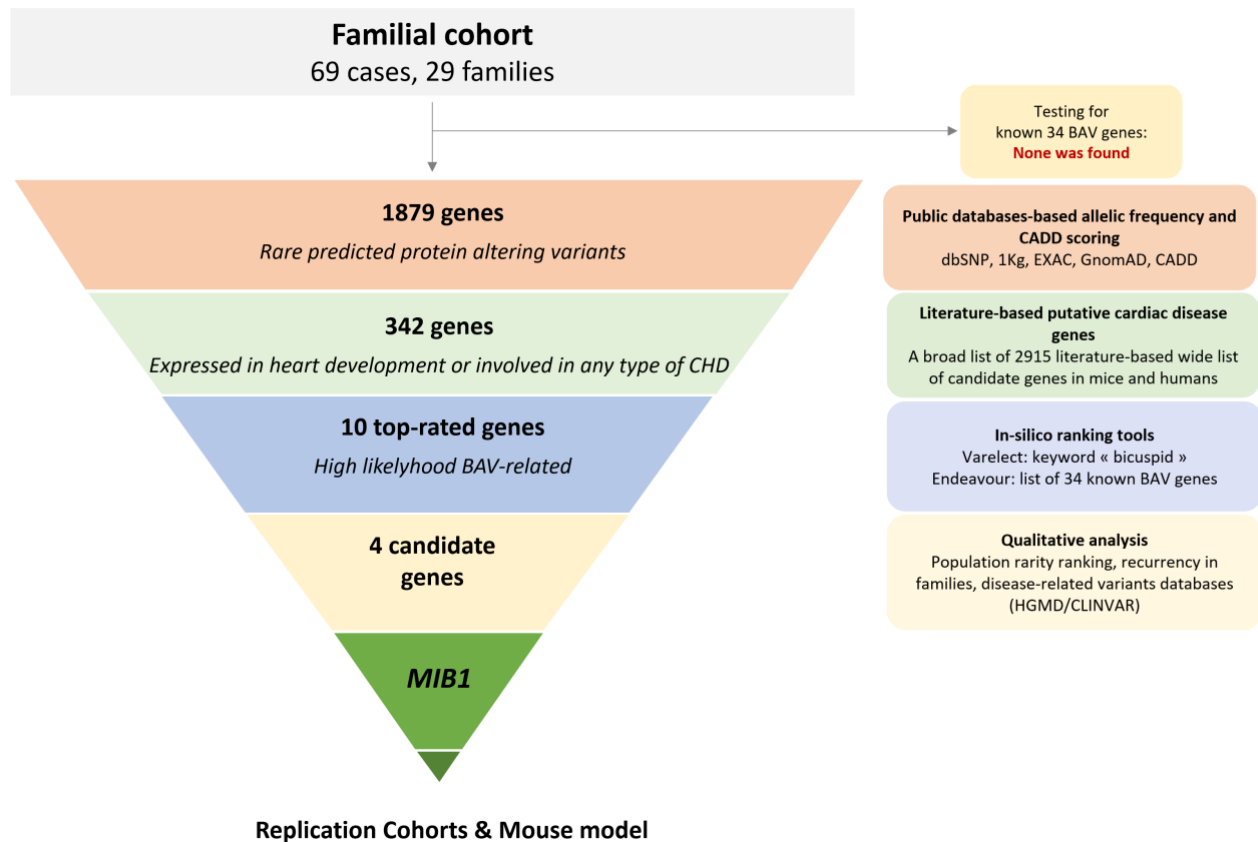 Familial cohort
69 cases, 29 families
Testing for
known 34 BAV genes:
None was found
1879 genes
Rare predicted protein altering variants
Public databases-based allelic frequency and
CADD scoring
dbSNP, 1Kg, EXAC, GnomAD, CADD
342 genes
Expressed in heart development or involved in any type of CHD
Literature-based putative cardiac disease
genes
A broad list of 2915 literature-based wide list
of candidate genes in mice and humans
10 top-rated genes
High likelyhood BAV-related
In-silico ranking tools
Varelect: keyword « bicuspid »
Endeavour: list of 34 known BAV genes
4 candidate
genes
Qualitative analysis
Population rarity ranking, recurrency in
families, disease-related variants databases
(HGMD/CLINVAR)
MIB1
Replication Cohorts & Mouse model